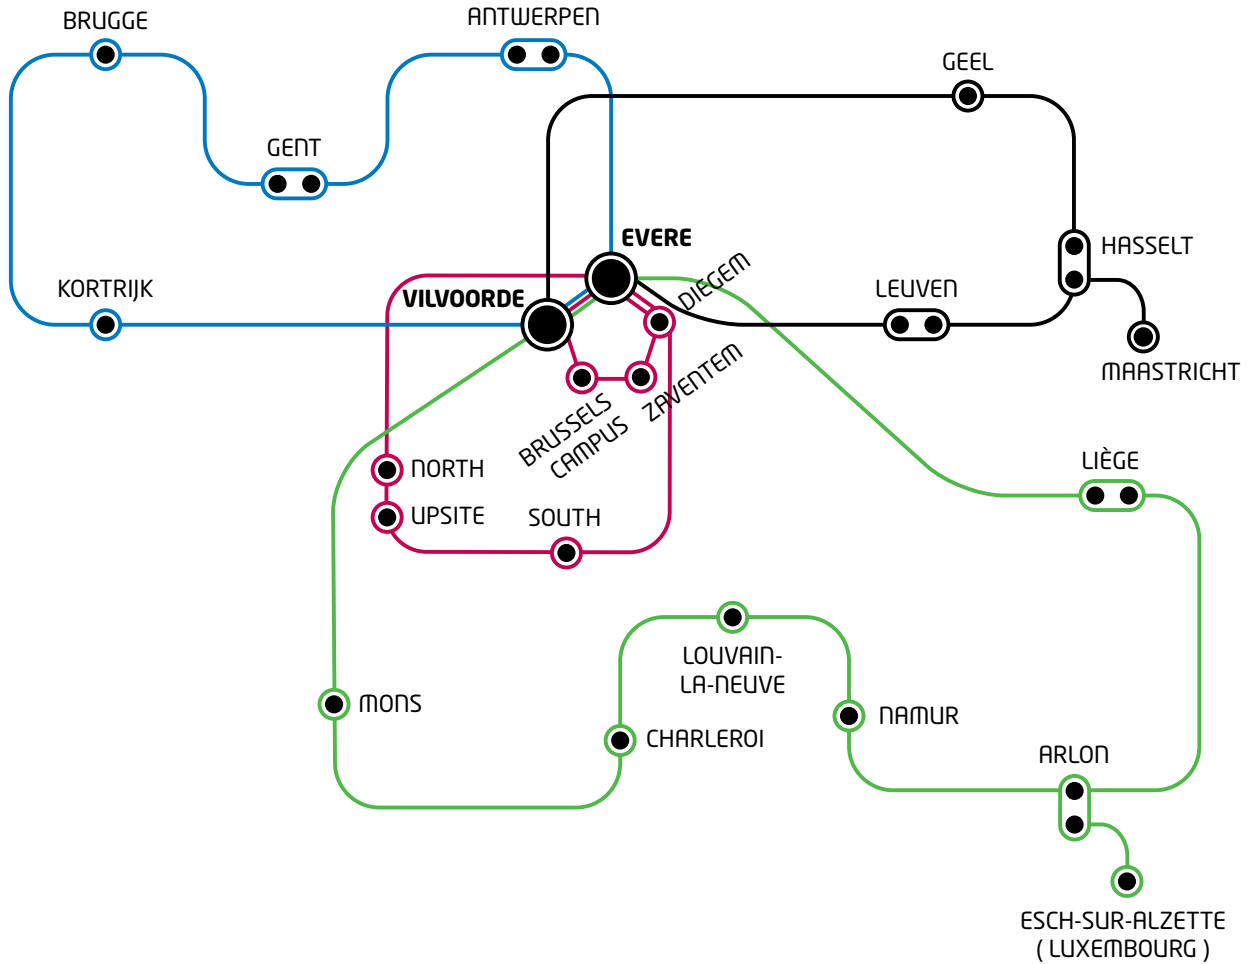 BRUGGE
ANTWERPEN
GEEL
GENT
EVERE
HASSELT
DIEGEM
KORTRIJK
VILVOORDE
LEUVEN
MAASTRICHT
ZAVENTEM
BRUSSELS
CAMPUS
NORTH
LIÈGE
UPSITE
SOUTH
LOUVAIN-
LA-NEUVE
MONS
NAMUR
CHARLEROI
ARLON
ESCH-SUR-ALZETTE
( LUXEMBOURG )